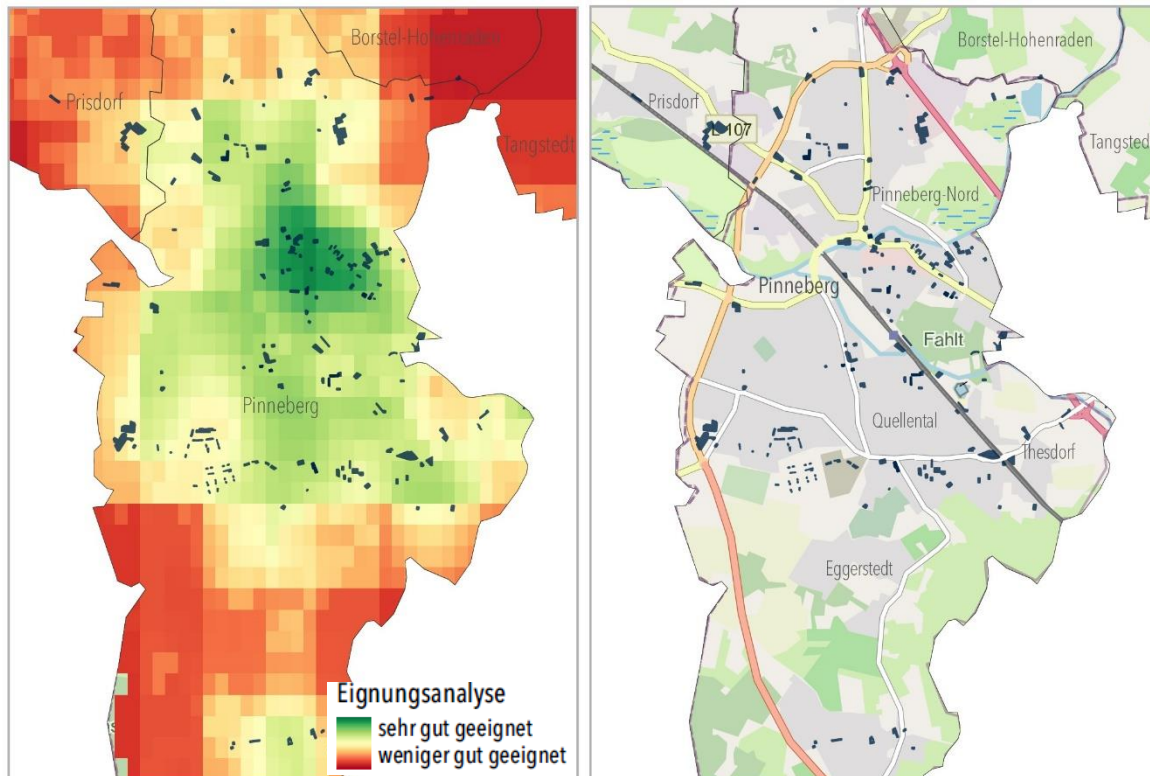 Borstel-Hohenraden
Prisdorf
Tangstedt
Pinneberg
Eignungsanalyse
sehr gut geeignet
weniger gut geeignet
Borstel-Hohenraden
Prisdorf
107
Tangstedt
Pinneberg-Nord
Pinneberg
Fahlt
Quellental
Thesdorf
Eggerstedt